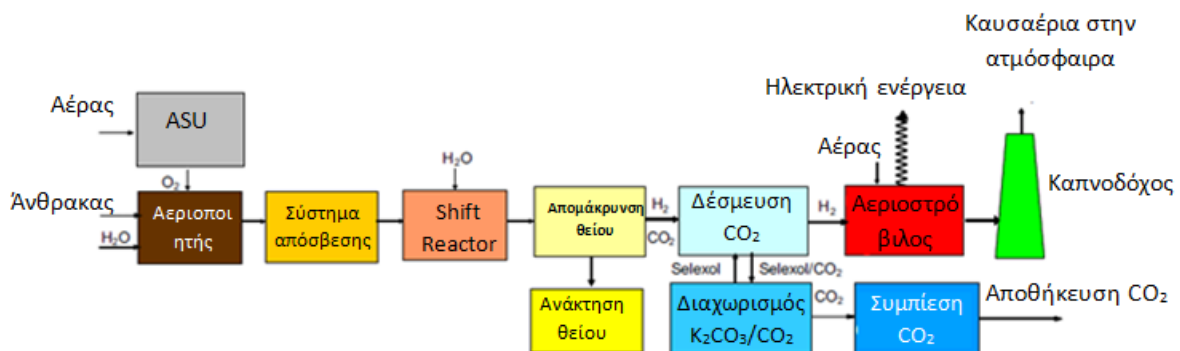 Καυσαέρια στην
ατμόσφαιρα
Ηλεκτρική ενέργεια
Αέρας
ASU
Αέρας
H₂O
O₂
Άνθρακας
H₂O
Αεριοποι
ητής
Σύστημα
απόσβεσης
Shift
Reactor
Απομάκρυνση
θείου
H₂
CO₂
Δέσμευση
CO₂
H₂
Αεριοστρό
βιλος
Καπνοδόχος
Selexol
Selexol/CO₂
Ανάκτηση
θείου
Διαχωρισμός
K₂CO₃/CO₂
CO₂
Συμπίεση
CO₂
Αποθήκευση CO₂